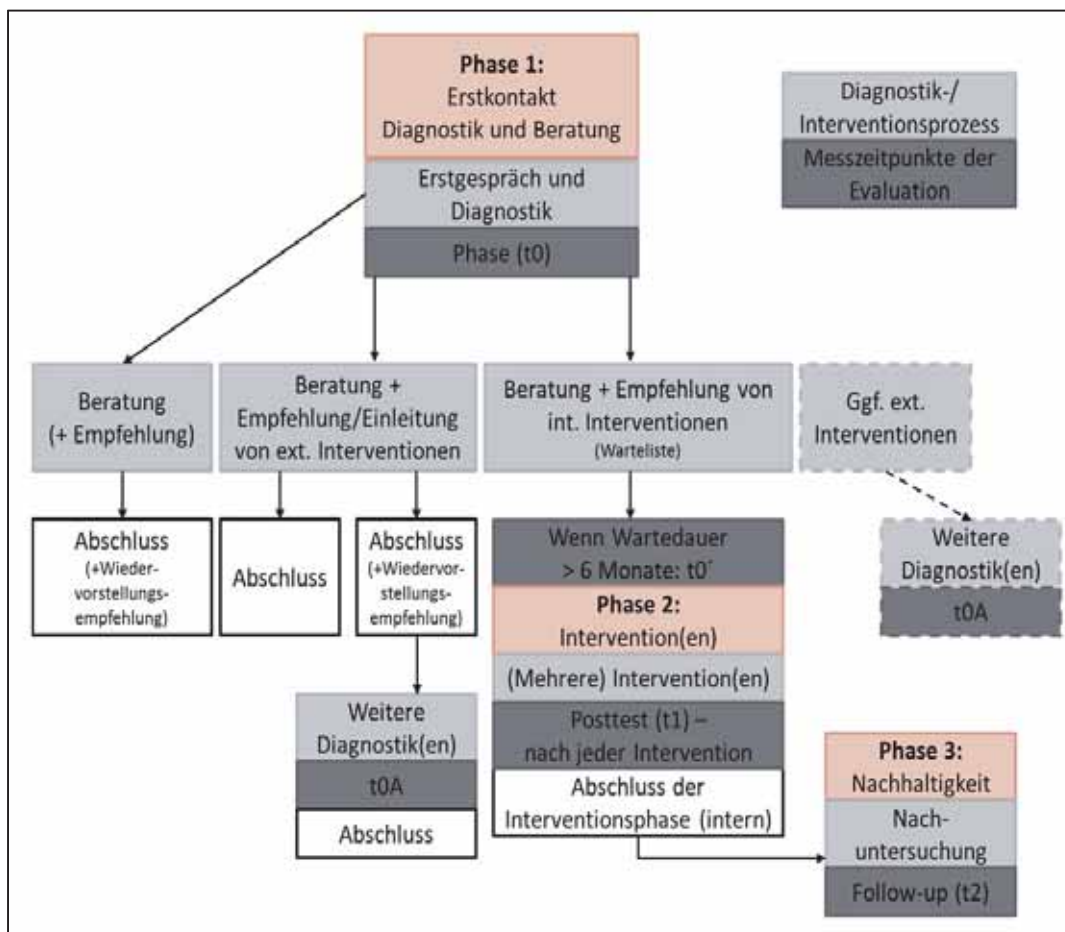 Phase 1:
Erstkontakt
Diagnostik und Beratung
Erstgespräch und
Diagnostik
Phase (t0)
Diagnostik-/
Interventionsprozess
Messzeitpunkte der
Evaluation
Beratung
(+ Empfehlung)
Beratung +
Empfehlung/Einleitung
von ext. Interventionen
Beratung + Empfehlung von
int. Interventionen
(Warteliste)
Ggf. ext.
Interventionen
Abschluss
(+Wieder-
vorstellungs-
empfehlung)
Abschluss
Abschluss
(+Wiedervor-
stellungs-
empfehlung)
Wenn Wartedauer
> 6 Monate: t0´
Phase 2:
Intervention(en)
(Mehrere) Intervention(en)
Posttest (t1) –
nach jeder Intervention
Abschluss der
Interventionsphase (intern)
Weitere
Diagnostik(en)
t0A
Weitere
Diagnostik(en)
t0A
Abschluss
Phase 3:
Nachhaltigkeit
Nach-
untersuchung
Follow-up (t2)